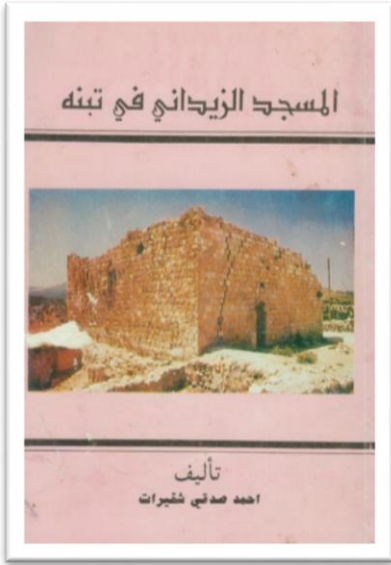 المسجد الزيداني في تبنه
تأليف
احمد صدقي شقيرات